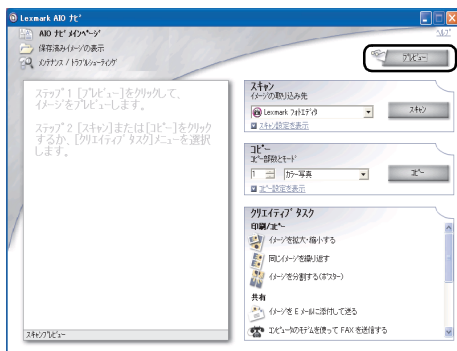 Lexmark AIO ナビ
AIO ナビ メインページ
保存済みイメージの表示
メンテナンス / トラブルシューティング
ヘルプ
プレビュー
ステップ 1 [プレビュー]をクリックして、
イメージをプレビューします。
ステップ 2 [スキャン]または[コピー]をクリック
するか、[クリエイティブ タスク]メニューを選択
します。
スキャンプレビュー
スキャン
イメージの取り込み先
Lexmark フォトエディタ
スキャン
スキャン設定を表示
コピー
コピー部数とモード
1
カラー写真
コピー
コピー設定を表示
クリエイティブ タスク
印刷/コピー
イメージを拡大・縮小する
同じイメージを繰り返す
イメージを分割する(ポスター)
共有
イメージを E メールに添付して送る
コンピュータのモデムを使って FAX を送信する